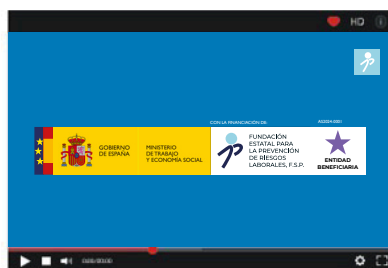 HD
CON LA FINANCIACIÓN DE:
GOBIERNO
DE ESPAÑA
MINISTERIO
DE TRABAJO
Y ECONOMÍA SOCIAL
FUNDACIÓN
ESTATAL PARA
LA PREVENCIÓN
DE RIESGOS
LABORALES, F.S.P.
ENTIDAD
BENEFICIARIA